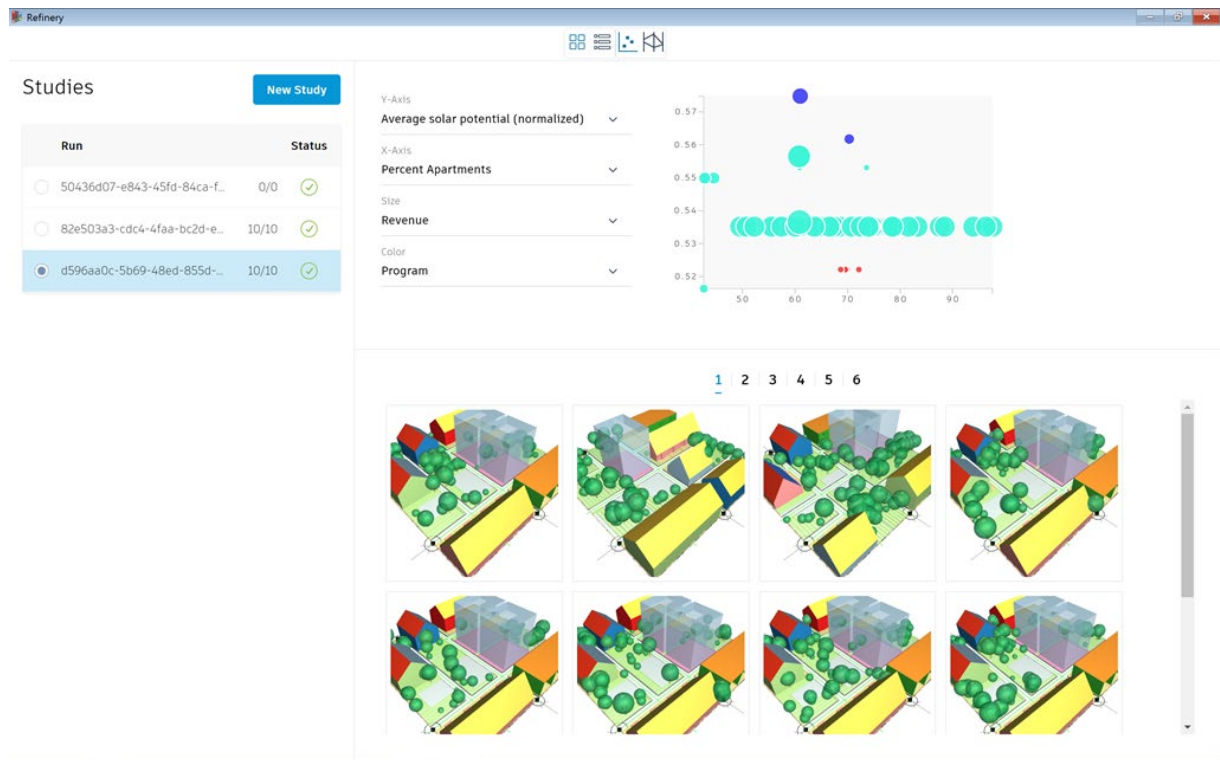 Refinery
Studies
New Study
Run Status
50436d07-e843-45fd-84ca-f... 0/0
82e503a3-cdc4-4faa-bc2d-e... 10/10
d596aa0c-5b69-48ed-855d-... 10/10
Y-Axis
Average solar potential (normalized)
X-Axis
Percent Apartments
Size
Revenue
Color
Program
0.57
0.56
0.55
0.54
0.53
0.52
50 60 70 80 90
1 2 3 4 5 6